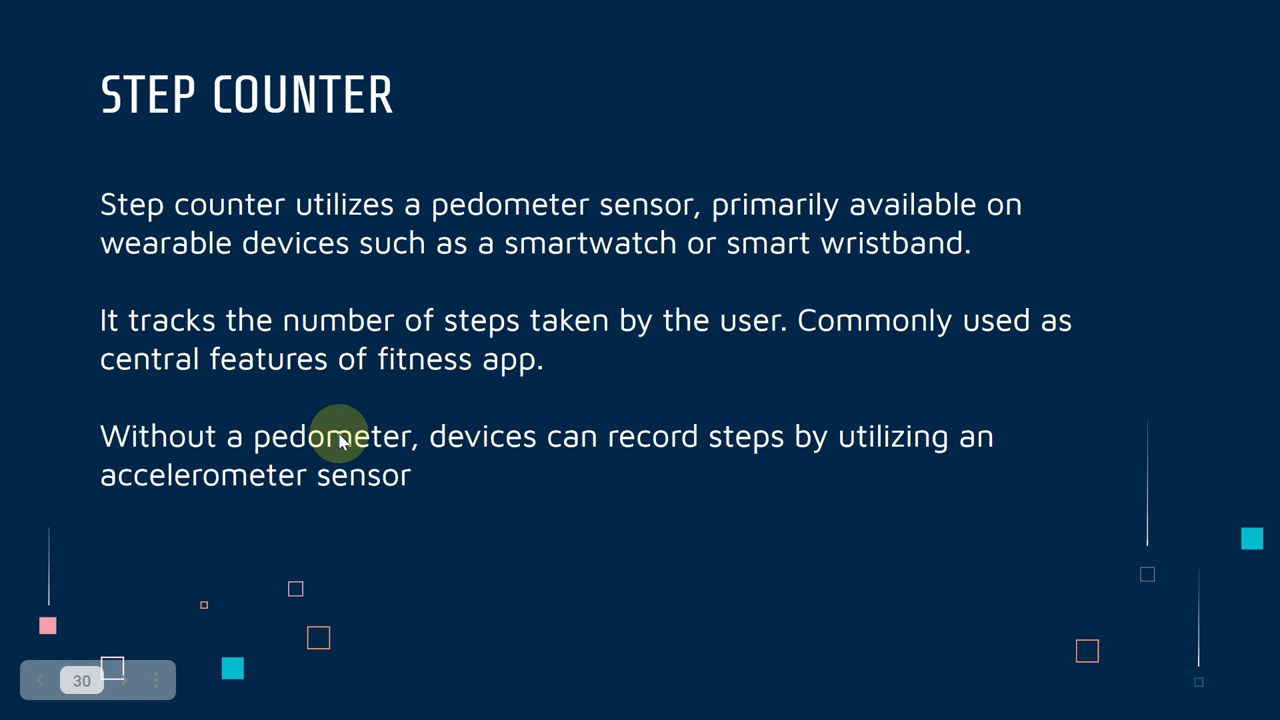 STEP COUNTER
Step counter utilizes a pedometer sensor, primarily available on
wearable devices such as a smartwatch or smart wristband.
It tracks the number of steps taken by the user. Commonly used as
central features of fitness app.
Without a pedometer, devices can record steps by utilizing an
accelerometer sensor
30